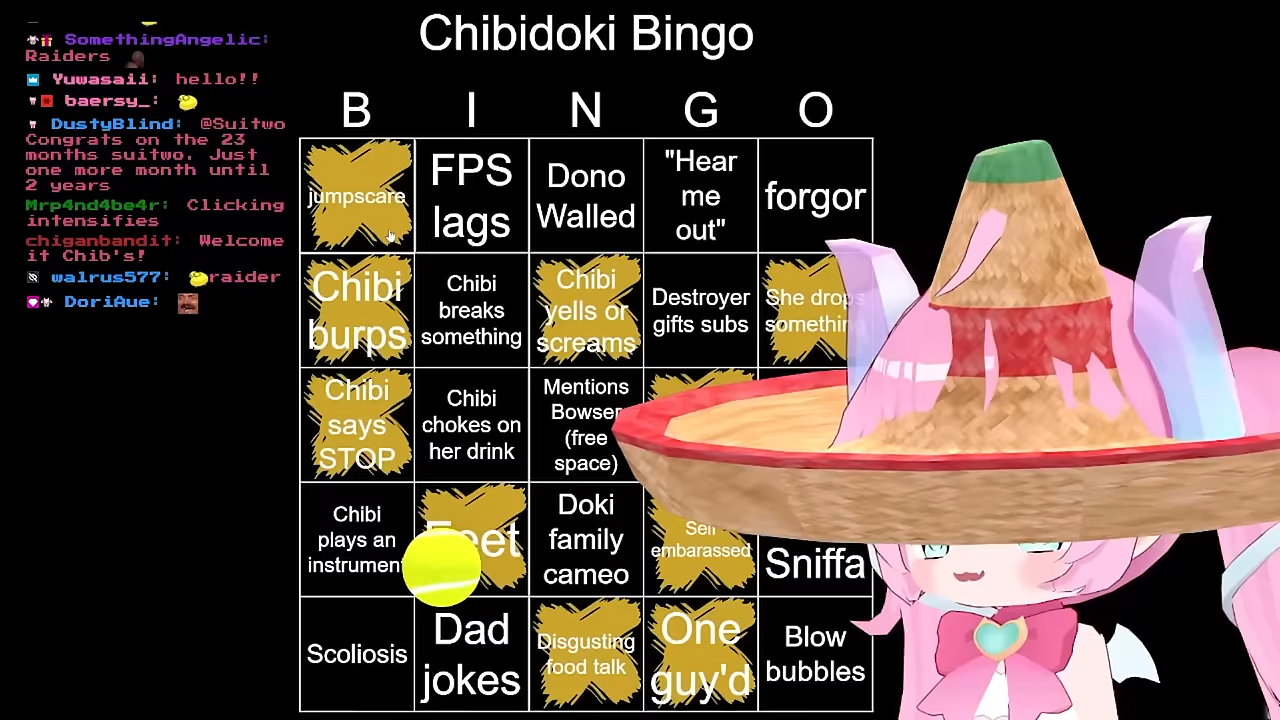 Chibidoki Bingo
SomethingAngelic:
Raiders
Yuwasaii: hello!!
baersy_:
DustyBlind: @Suitwo
Congrats on the 23
months suitwo. Just
one more month until
2 years
Mrp4nd4be4r: Clicking
intensifies
chiganbandit: Welcome
it Chib's!
walrus577: raider
DoriAue:
B I N G O
jumpscare
FPS
lags
Dono
Walled
"Hear
me
out"
forgor
Chibi
burps
Chibi
breaks
something
Chibi
yells or
screams
Destroyer
gifts subs
She drops
somethin
Chibi
says
STOP
Chibi
chokes on
her drink
Mentions
Bowser
(free
space)
Chibi
plays an
instrument
Feet
Doki
family
cameo
Self
embarassed
Sniffa
Scoliosis
Dad
jokes
Disgusting
food talk
One
guy'd
Blow
bubbles